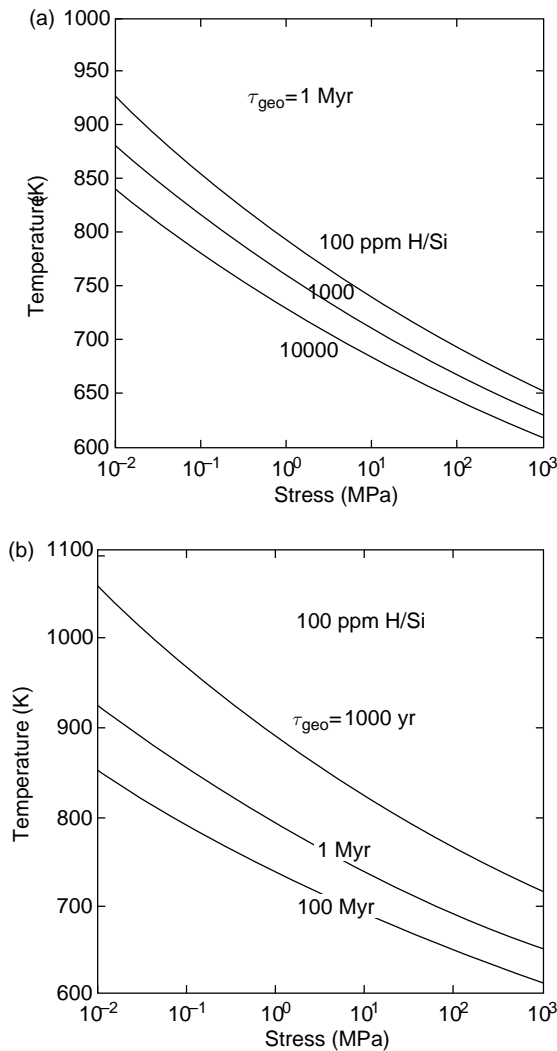 (a)
1000
950
900
850
800
750
700
650
600
Temperature(K)
τgeo=1 Myr
100 ppm H/Si
1000
10000
10⁻² 10⁻¹ 10⁰ 10¹ 10² 10³
Stress (MPa)
(b)
1100
1000
900
800
700
600
Temperature (K)
100 ppm H/Si
τgeo=1000 yr
1 Myr
100 Myr
10⁻² 10⁻¹ 10⁰ 10¹ 10² 10³
Stress (MPa)